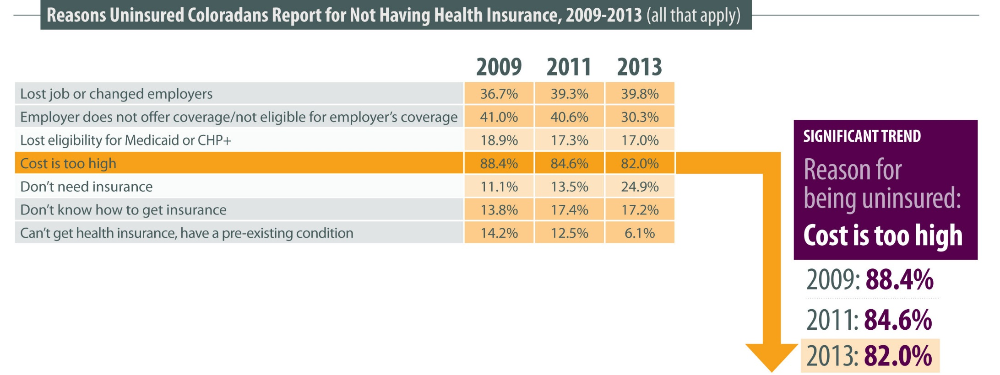 Reasons Uninsured Coloradans Report for Not Having Health Insurance, 2009-2013 (all that apply)
2009 2011 2013
Lost job or changed employers 36.7% 39.3% 39.8%
Employer does not offer coverage/not eligible for employer’s coverage 41.0% 40.6% 30.3%
Lost eligibility for Medicaid or CHP+ 18.9% 17.3% 17.0%
Cost is too high 88.4% 84.6% 82.0%
Don’t need insurance 11.1% 13.5% 24.9%
Don’t know how to get insurance 13.8% 17.4% 17.2%
Can’t get health insurance, have a pre-existing condition 14.2% 12.5% 6.1%
SIGNIFICANT TREND
Reason for
being uninsured:
Cost is too high
2009: 88.4%
2011: 84.6%
2013: 82.0%